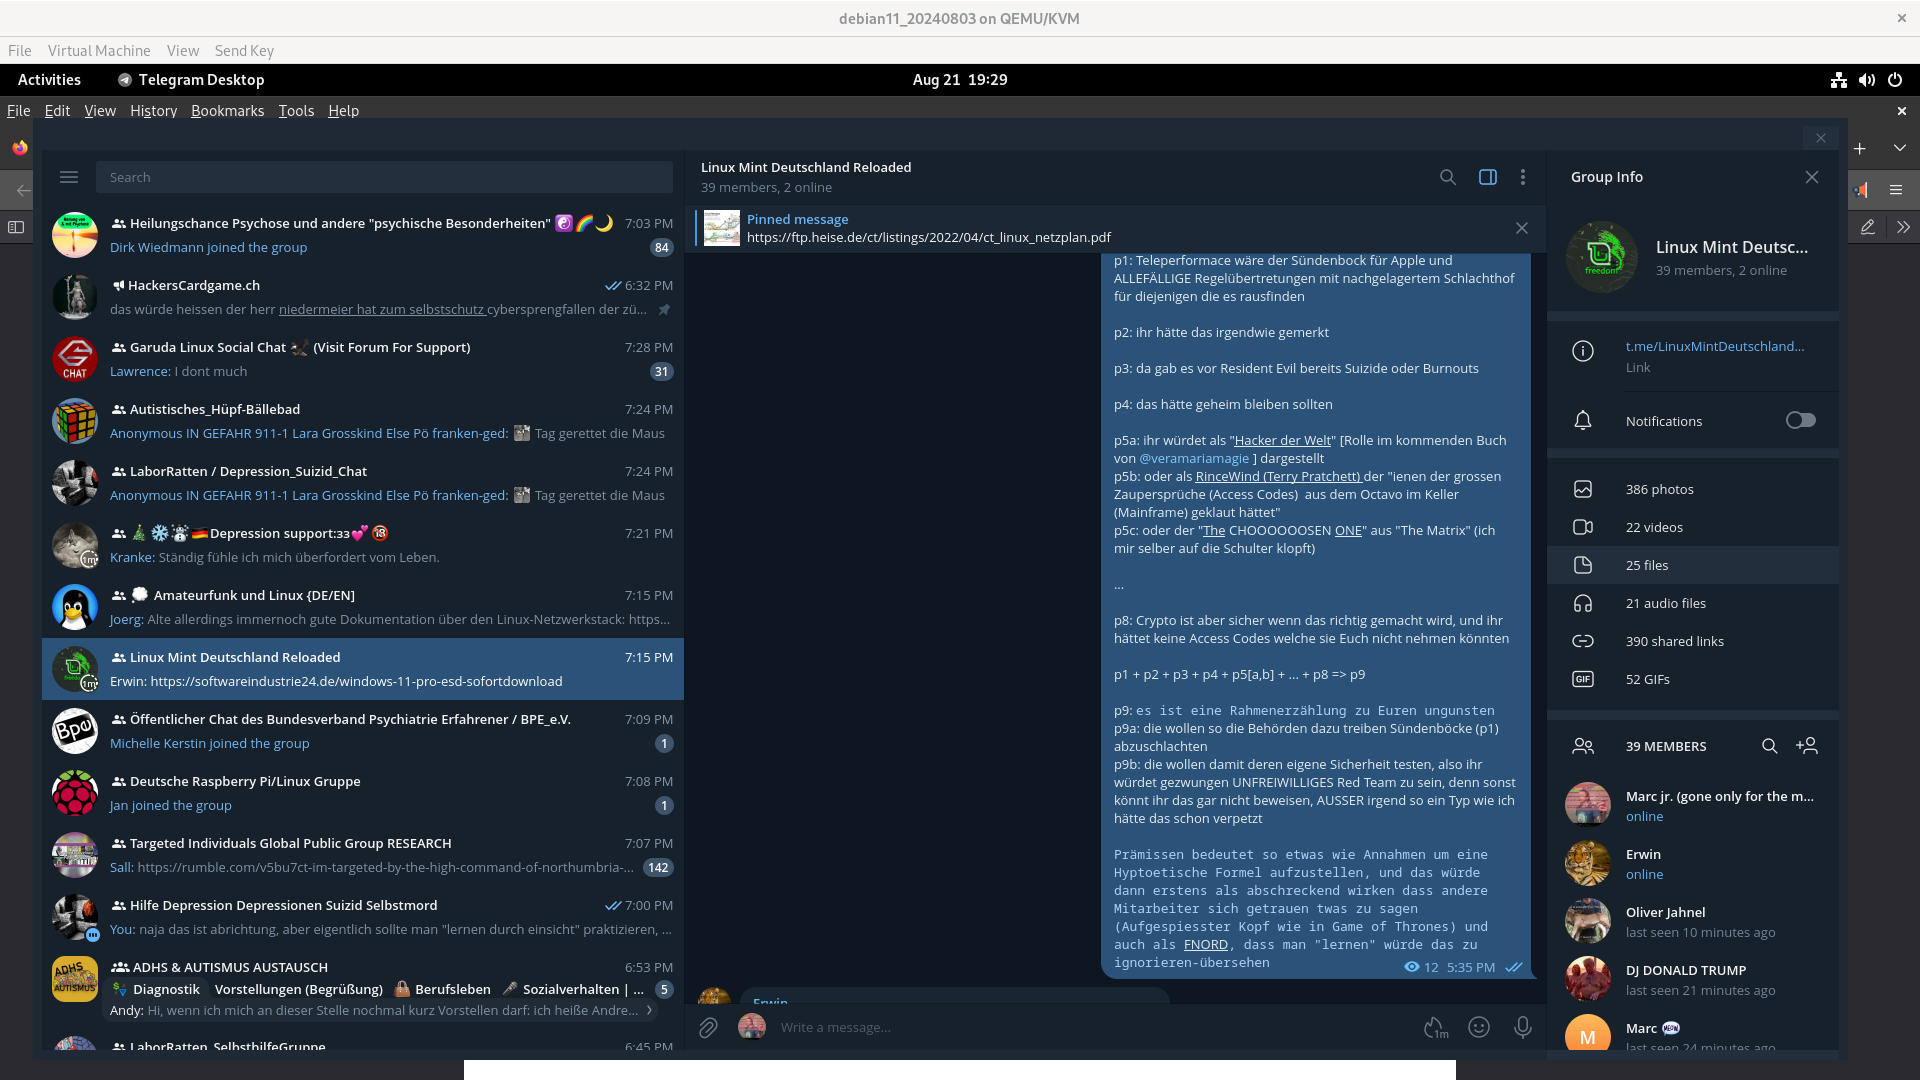 debian11_20240803 on QEMU/KVM
File Virtual Machine View Send Key
Activities Telegram Desktop Aug 21 19:29
File Edit View History Bookmarks Tools Help
Search
Heilungschance Psychose und andere "psychische Besonderheiten" 7:03 PM
Dirk Wiedmann joined the group 84
HackersCardgame.ch 6:32 PM
das würde heissen der herr niedermeier hat zum selbstschutz cybersprengfallen der zü...
Garuda Linux Social Chat (Visit Forum For Support) 7:28 PM
CHAT
Lawrence: I dont much 31
Autistisches_Hüpf-Bällebad 7:24 PM
Anonymous IN GEFAHR 911-1 Lara Grosskind Else Pö franken-ged: Tag gerettet die Maus
LaborRatten / Depression_Suizid_Chat 7:24 PM
Anonymous IN GEFAHR 911-1 Lara Grosskind Else Pö franken-ged: Tag gerettet die Maus
Depression support:зз 7:21 PM
1m
Kranke: Ständig fühle ich mich überfordert vom Leben.
Amateurfunk und Linux {DE/EN] 7:15 PM
Joerg: Alte allerdings immernoch gute Dokumentation über den Linux-Netzwerkstack: https...
Linux Mint Deutschland Reloaded 7:15 PM
1m
Erwin: https://softwareindustrie24.de/windows-11-pro-esd-sofortdownload
Öffentlicher Chat des Bundesverband Psychiatrie Erfahrener / BPE_e.V. 7:09 PM
Bpe
Michelle Kerstin joined the group 1
Deutsche Raspberry Pi/Linux Gruppe 7:08 PM
Jan joined the group 1
Targeted Individuals Global Public Group RESEARCH 7:07 PM
Sall: https://rumble.com/v5bu7ct-im-targeted-by-the-high-command-of-northumbria-... 142
Hilfe Depression Depressionen Suizid Selbstmord 7:00 PM
You: naja das ist abrichtung, aber eigentlich sollte man "lernen durch einsicht" praktizieren, ...
ADHS & AUTISMUS AUSTAUSCH 6:53 PM
ADHS AUTISMUS
Diagnostik Vorstellungen (Begrüßung) Berufsleben Sozialverhalten | ... 5
Andy: Hi, wenn ich mich an dieser Stelle nochmal kurz Vorstellen darf: ich heiße Andre...
LaborRatten_SelbsthilfeGruppe 6:45 PM
Linux Mint Deutschland Reloaded
39 members, 2 online
Pinned message
https://ftp.heise.de/ct/listings/2022/04/ct_linux_netzplan.pdf
p1: Teleperformace wäre der Sündenbock für Apple und
ALLEFÄLLIGE Regelübertretungen mit nachgelagertem Schlachthof
für diejenigen die es rausfinden
p2: ihr hätte das irgendwie gemerkt
p3: da gab es vor Resident Evil bereits Suizide oder Burnouts
p4: das hätte geheim bleiben sollten
p5a: ihr würdet als "Hacker der Welt" [Rolle im kommenden Buch
von @veramariamagie ] dargestellt
p5b: oder als RinceWind (Terry Pratchett) der "ienen der grossen
Zaupersprüche (Access Codes) aus dem Octavo im Keller
(Mainframe) geklaut hättet"
p5c: oder der "The CHOOOOOOSEN ONE" aus "The Matrix" (ich
mir selber auf die Schulter klopft)
...
p8: Crypto ist aber sicher wenn das richtig gemacht wird, und ihr
hättet keine Access Codes welche sie Euch nicht nehmen könnten
p1 + p2 + p3 + p4 + p5[a,b] + ... + p8 => p9
p9: es ist eine Rahmenerzählung zu Euren ungunsten
p9a: die wollen so die Behörden dazu treiben Sündenböcke (p1)
abzuschlachten
p9b: die wollen damit deren eigene Sicherheit testen, also ihr
würdet gezwungen UNFREIWILLIGES Red Team zu sein, denn sonst
könnt ihr das gar nicht beweisen, AUSSER irgend so ein Typ wie ich
hätte das schon verpetzt
Prämissen bedeutet so etwas wie Annahmen um eine
Hyptoetische Formel aufzustellen, und das würde
dann erstens als abschreckend wirken dass andere
Mitarbeiter sich getrauen twas zu sagen
(Aufgespiesster Kopf wie in Game of Thrones) und
auch als FNORD, dass man "lernen" würde das zu
ignorieren-übersehen
12 5:35 PM
Erwin
Write a message...
1m
Group Info
freedom
Linux Mint Deutsc...
39 members, 2 online
t.me/LinuxMintDeutschland...
Link
Notifications
386 photos
22 videos
25 files
21 audio files
390 shared links
GIF 52 GIFs
39 MEMBERS
Marc jr. (gone only for the m...
online
Erwin
online
Oliver Jahnel
last seen 10 minutes ago
DJ DONALD TRUMP
last seen 21 minutes ago
M Marc
last seen 24 minutes ago